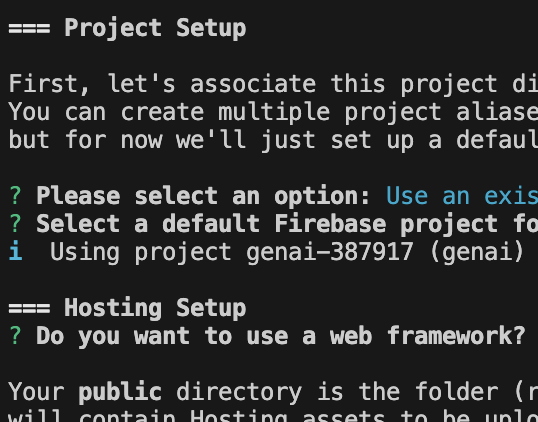 === Project Setup
First, let's associate this project di
You can create multiple project aliase
but for now we'll just set up a defaul
? Please select an option: Use an exis
? Select a default Firebase project fo
i Using project genai-387917 (genai)
=== Hosting Setup
? Do you want to use a web framework?
Your public directory is the folder (r
will contain Hosting assets to be uplo